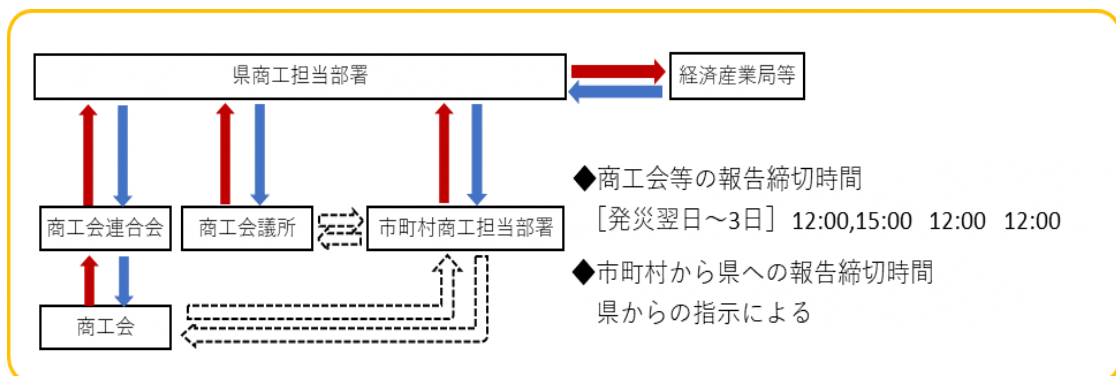 県商工担当部署
経済産業局等
商工会連合会
商工会議所
市町村商工担当部署
商工会
◆商工会等の報告締切時間
［発災翌日～3日］ 12:00,15:00 12:00 12:00
◆市町村から県への報告締切時間
県からの指示による